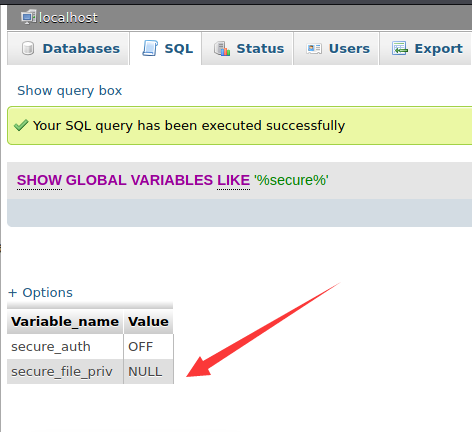 localhost
Databases SQL Status Users Export
Show query box
Your SQL query has been executed successfully
SHOW GLOBAL VARIABLES LIKE '%secure%'
+ Options
Variable_name Value
secure_auth OFF
secure_file_priv NULL